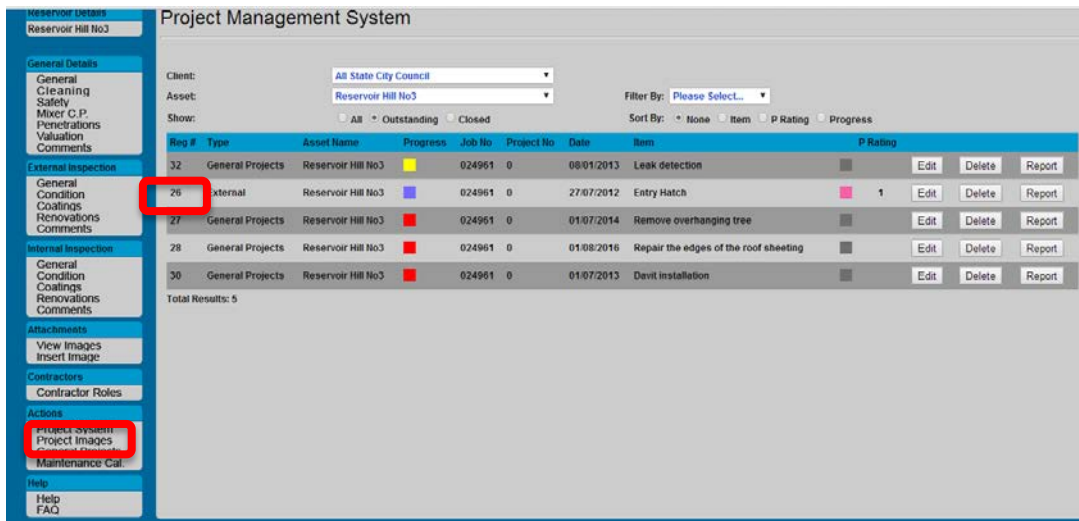 Reservoir Details
Reservoir Hill No3
Project Management System
General Details
General
Cleaning
Safety
Mixer C.P.
Penetrations
Valuation
Comments
External Inspection
General
Condition
Coatings
Renovations
Comments
Internal Inspection
General
Condition
Coatings
Renovations
Comments
Attachments
View Images
Insert Image
Contractors
Contractor Roles
Actions
Project System
Project Images
General Projects
Maintenance Cal.
Help
Help
FAQ
Client: All State City Council
Asset: Reservoir Hill No3 Filter By: Please Select...
Show: All Outstanding Closed Sort By: None Item P Rating Progress
Reg # Type Asset Name Progress Job No Project No Date Item P Rating
32 General Projects Reservoir Hill No3 024961 0 08/01/2013 Leak detection Edit Delete Report
26 External Reservoir Hill No3 024961 0 27/07/2012 Entry Hatch 1 Edit Delete Report
27 General Projects Reservoir Hill No3 024961 0 01/07/2014 Remove overhanging tree Edit Delete Report
28 General Projects Reservoir Hill No3 024961 0 01/08/2016 Repair the edges of the roof sheeting Edit Delete Report
30 General Projects Reservoir Hill No3 024961 0 01/07/2013 Davit installation Edit Delete Report
Total Results: 5